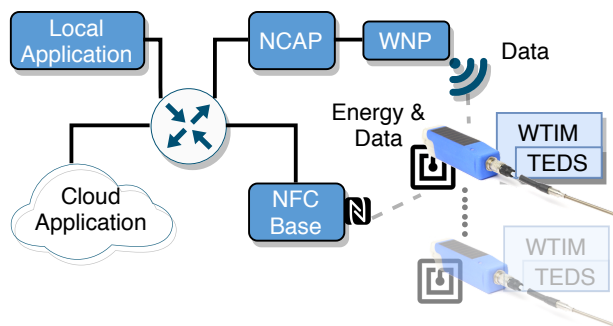 Local
Application
NCAP
WNP
Data
Energy &
Data
WTIM
TEDS
Cloud
Application
NFC
Base
WTIM
TEDS